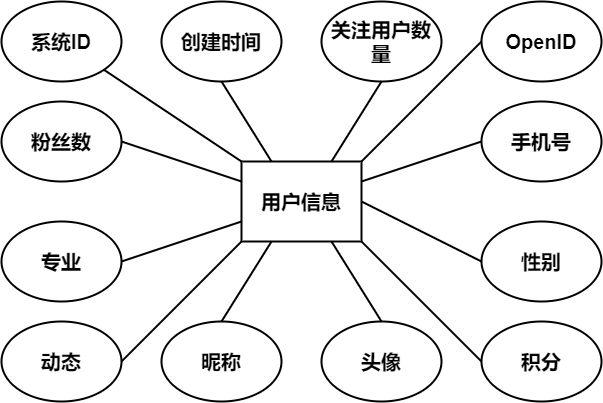 系统ID
创建时间
关注用户数
量
OpenID
粉丝数
手机号
用户信息
专业
性别
动态
昵称
头像
积分